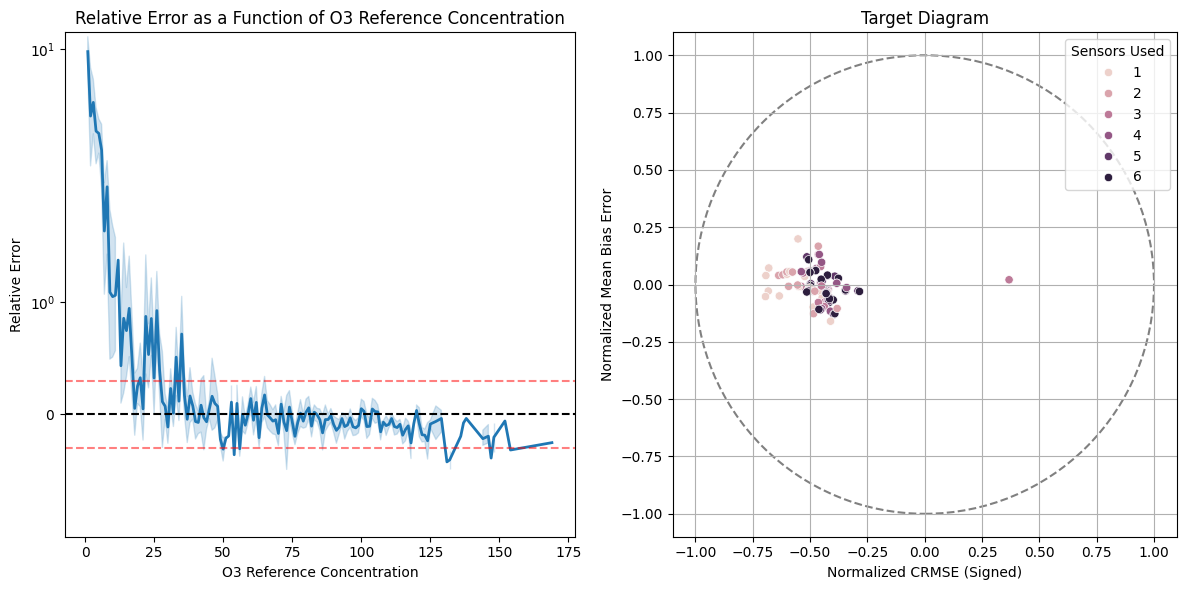 Relative Error as a Function of O3 Reference Concentration
Relative Error
10¹
10⁰
0
0 25 50 75 100 125 150 175
O3 Reference Concentration
Target Diagram
Normalized Mean Bias Error
1.00
0.75
0.50
0.25
0.00
−0.25
−0.50
−0.75
−1.00
−1.00 −0.75 −0.50 −0.25 0.00 0.25 0.50 0.75 1.00
Normalized CRMSE (Signed)
Sensors Used
1
2
3
4
5
6